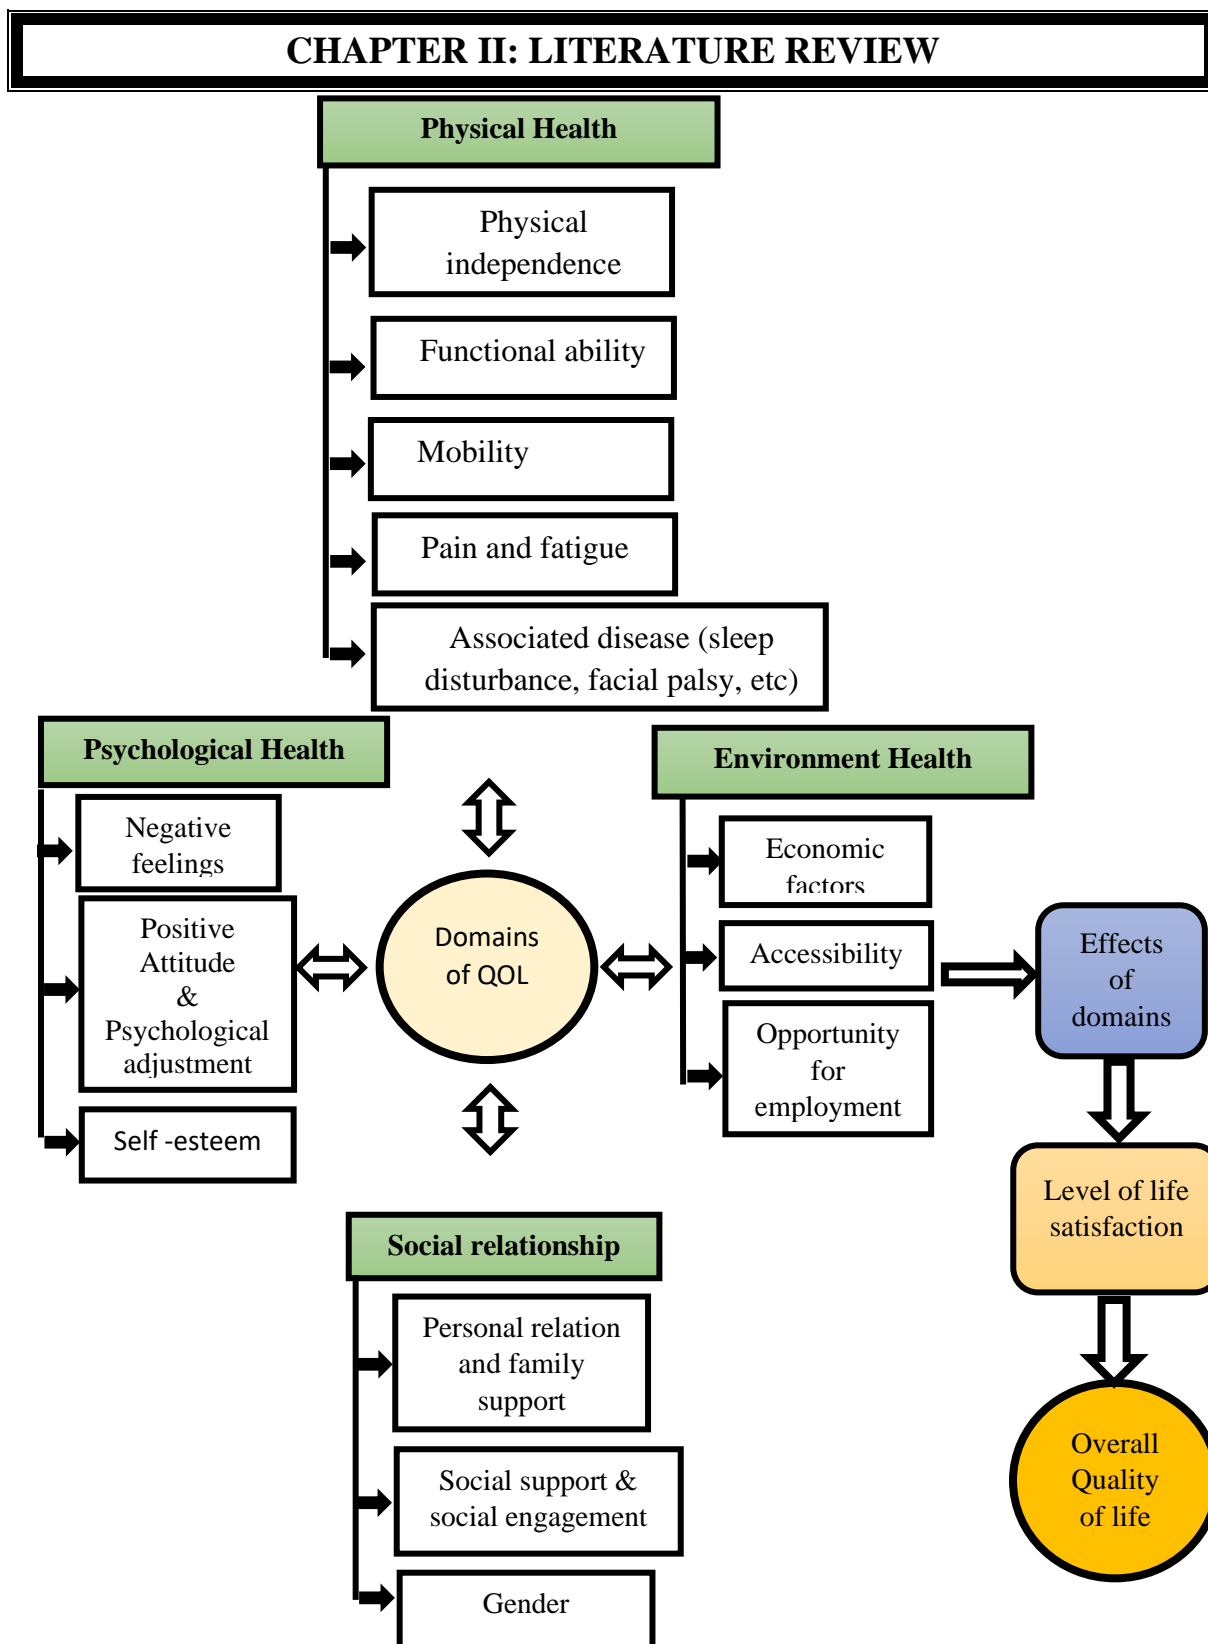 CHAPTER II: LITERATURE REVIEW
Physical Health
Physical
independence
Functional ability
Mobility
Pain and fatigue
Associated disease (sleep
disturbance, facial palsy, etc)
Psychological Health
Negative
feelings
Positive
Attitude
&
Psychological
adjustment
Self -esteem
Domains
of QOL
Environment Health
Economic
factors
Accessibility
Opportunity
for
employment
Effects
of
domains
Level of life
satisfaction
Overall
Quality
of life
Social relationship
Personal relation
and family
support
Social support &
social engagement
Gender